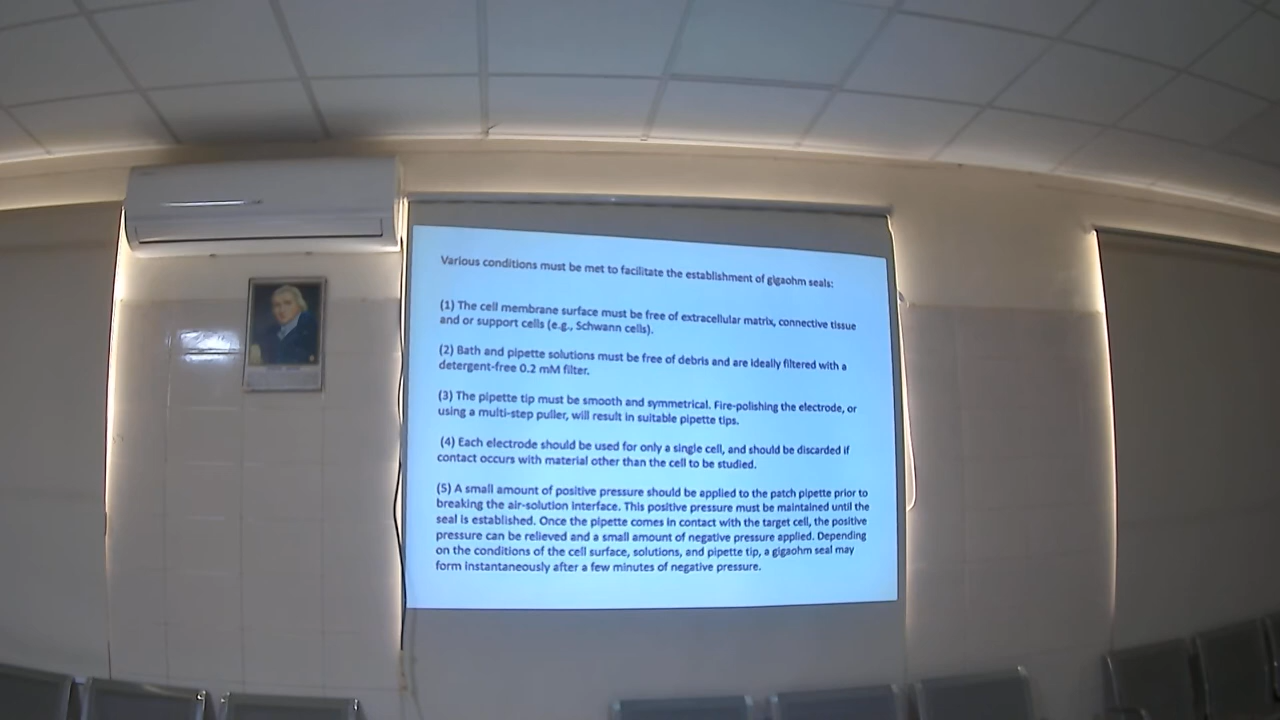 Various conditions must be met to facilitate the establishment of gigaohm seals:
(1) The cell membrane surface must be free of extracellular matrix, connective tissue
and or support cells (e.g., Schwann cells).
(2) Bath and pipette solutions must be free of debris and are ideally filtered with a
detergent-free 0.2 mM filter.
(3) The pipette tip must be smooth and symmetrical. Fire-polishing the electrode, or
using a multi-step puller, will result in suitable pipette tips.
(4) Each electrode should be used for only a single cell, and should be discarded if
contact occurs with material other than the cell to be studied.
(5) A small amount of positive pressure should be applied to the patch pipette prior to
breaking the air-solution interface. This positive pressure must be maintained until the
seal is established. Once the pipette comes in contact with the target cell, the positive
pressure can be relieved and a small amount of negative pressure applied. Depending
on the conditions of the cell surface, solutions, and pipette tip, a gigaohm seal may
form instantaneously after a few minutes of negative pressure.